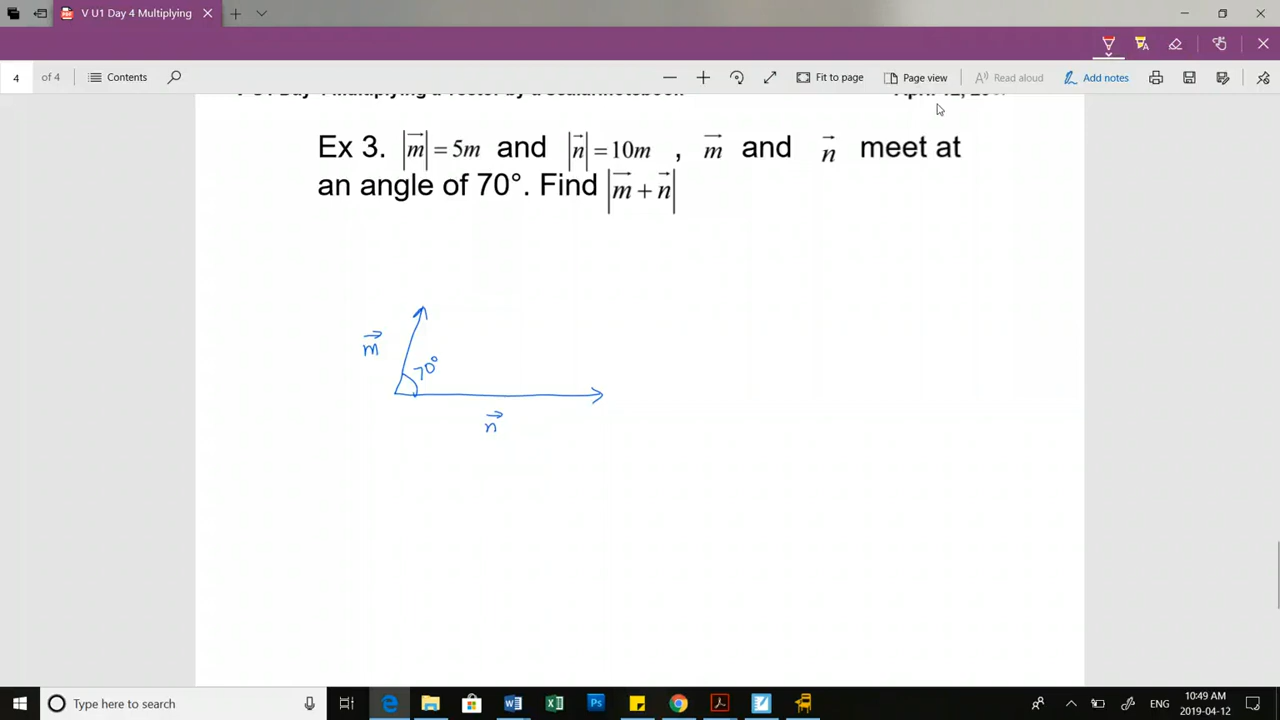 V U1 Day 4 Multiplying
4 of 4 Contents Fit to page Page view Read aloud Add notes
Ex 3. |m⃗| = 5m and |n⃗| = 10m , m⃗ and n⃗ meet at
an angle of 70°. Find |m⃗ + n⃗|
m⃗
70°
n⃗
Type here to search
ENG
10:49 AM
2019-04-12